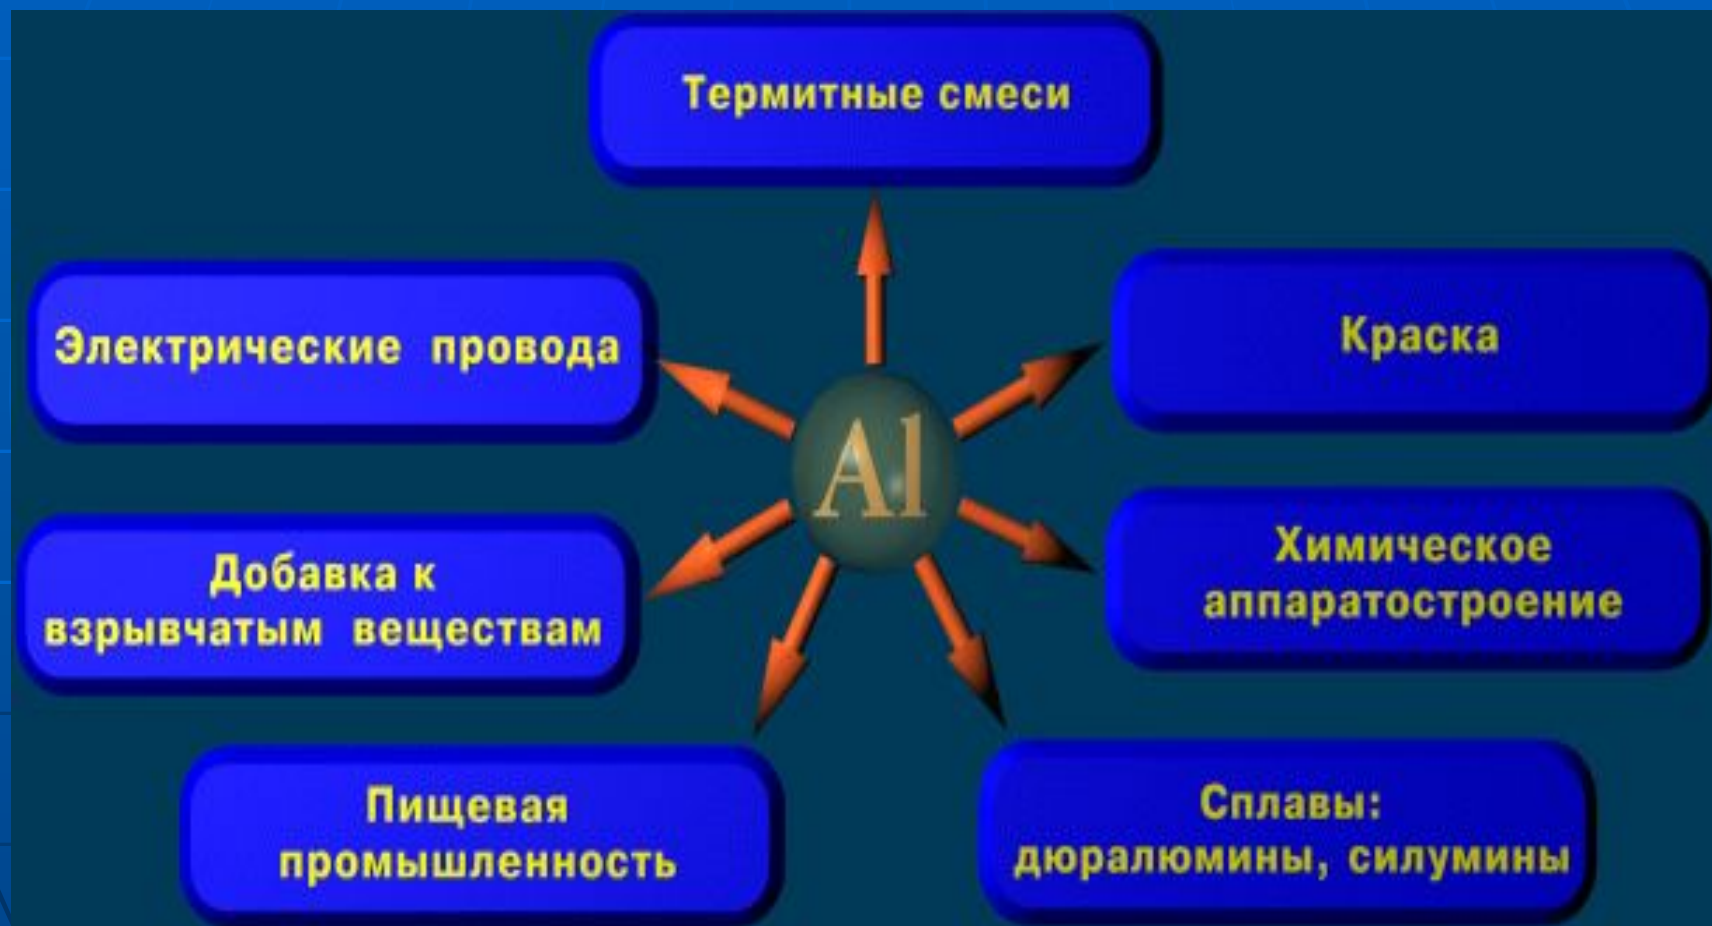 Термитные смеси
Электрические провода
Краска
Al
Химическое
аппаратостроение
Добавка к
взрывчатым веществам
Пищевая
промышленность
Сплавы:
дюралюмины, силумины